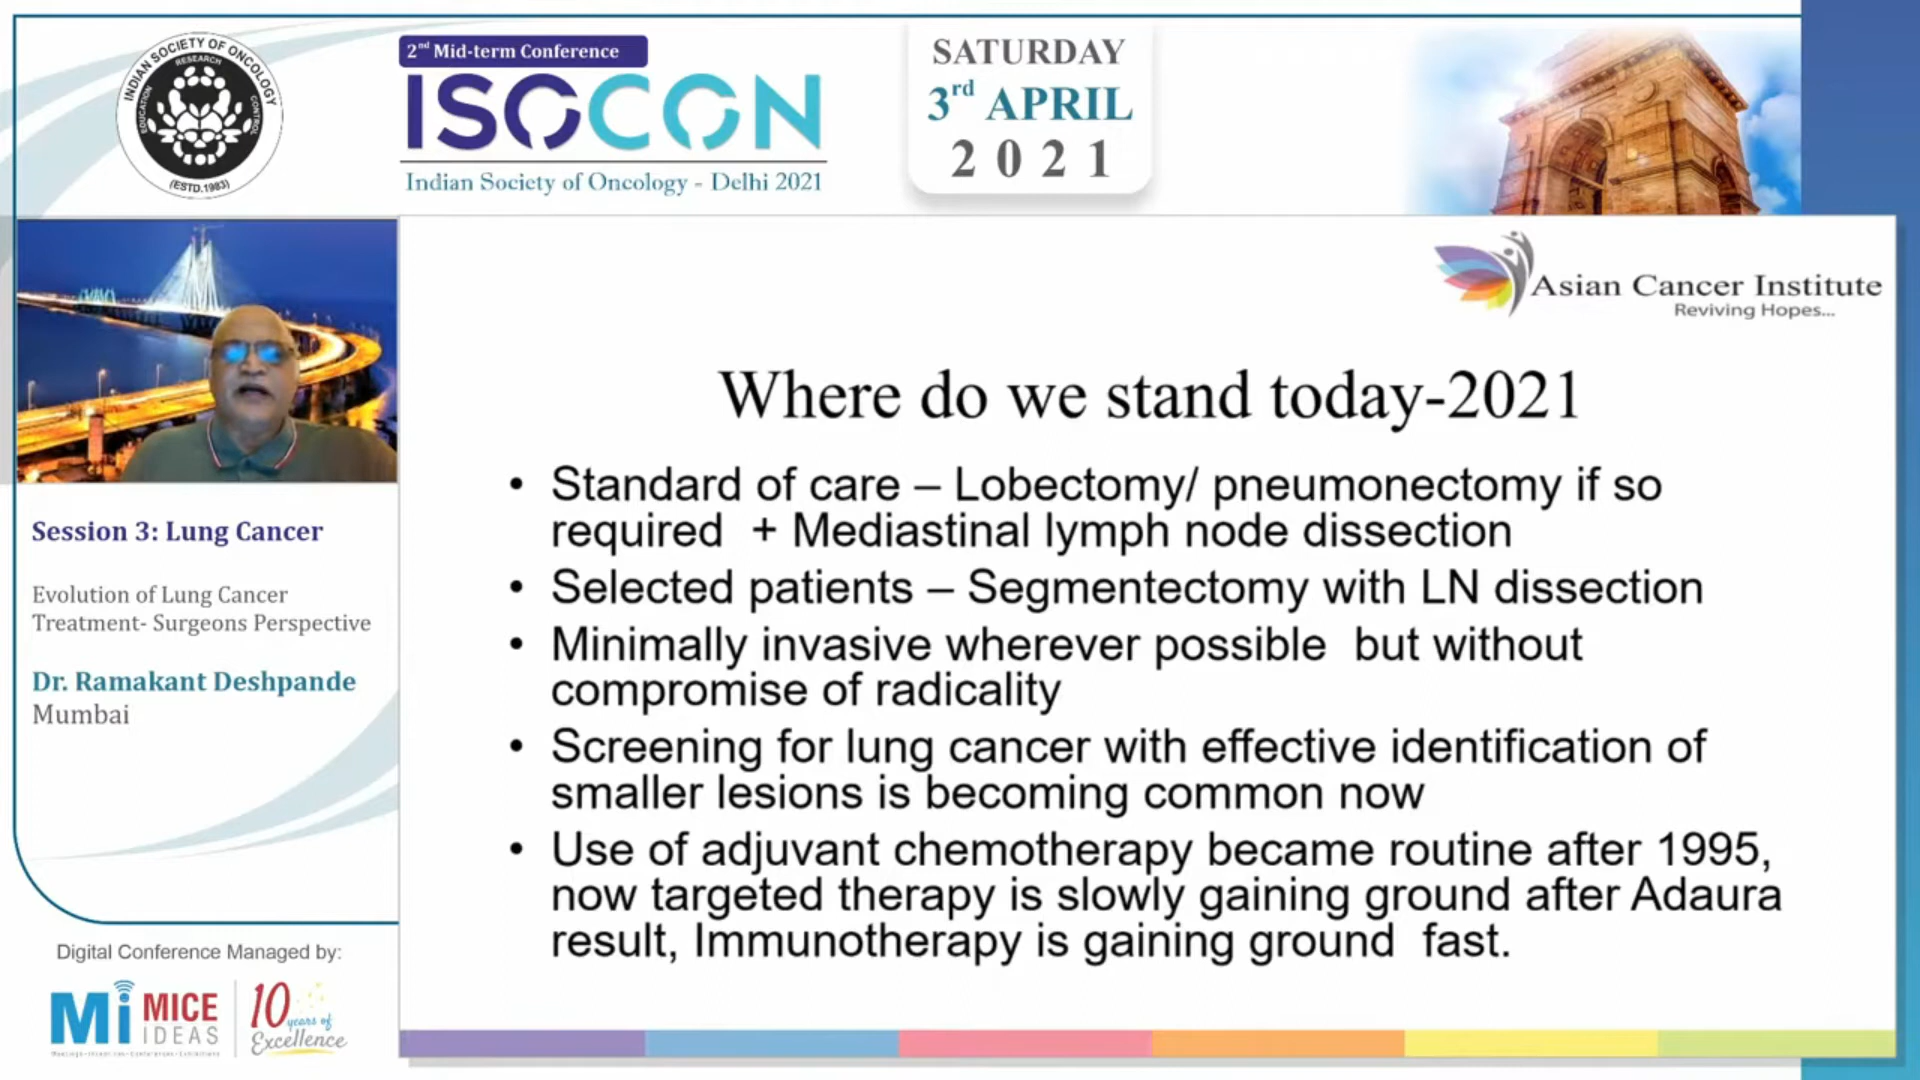 INDIAN SOCIETY OF ONCOLOGY
RESEARCH
EDUCATION
CONTROL
(ESTD.1983)
2nd Mid-term Conference
ISOCON
Indian Society of Oncology - Delhi 2021
SATURDAY
3rd APRIL
2021
Asian Cancer Institute
Reviving Hopes...
Session 3: Lung Cancer
Evolution of Lung Cancer
Treatment- Surgeons Perspective
Dr. Ramakant Deshpande
Mumbai
Digital Conference Managed by:
Mi MICE
IDEAS
10
years of
Excellence
Where do we stand today-2021
• Standard of care – Lobectomy/ pneumonectomy if so
required + Mediastinal lymph node dissection
• Selected patients – Segmentectomy with LN dissection
• Minimally invasive wherever possible but without
compromise of radicality
• Screening for lung cancer with effective identification of
smaller lesions is becoming common now
• Use of adjuvant chemotherapy became routine after 1995,
now targeted therapy is slowly gaining ground after Adaura
result, Immunotherapy is gaining ground fast.